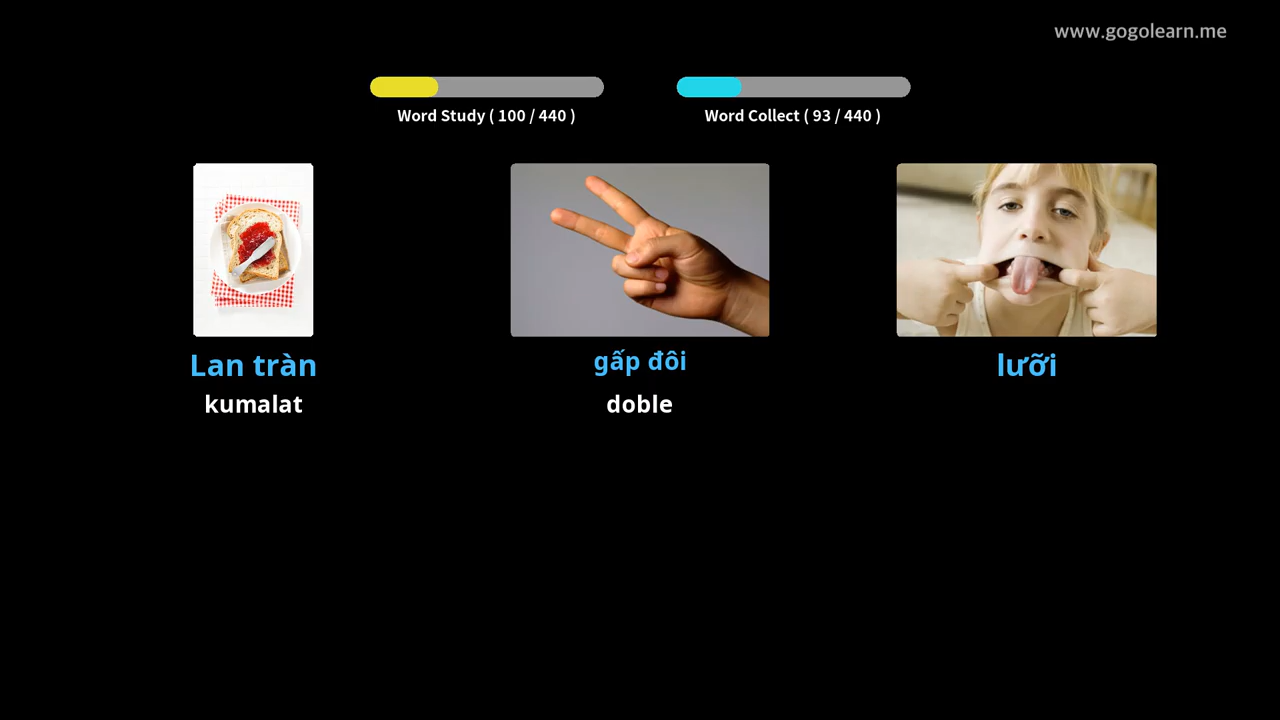 www.gogolearn.me
Word Study ( 100 / 440 )
Word Collect ( 93 / 440 )
Lan tràn
kumalat
gấp đôi
doble
lưỡi